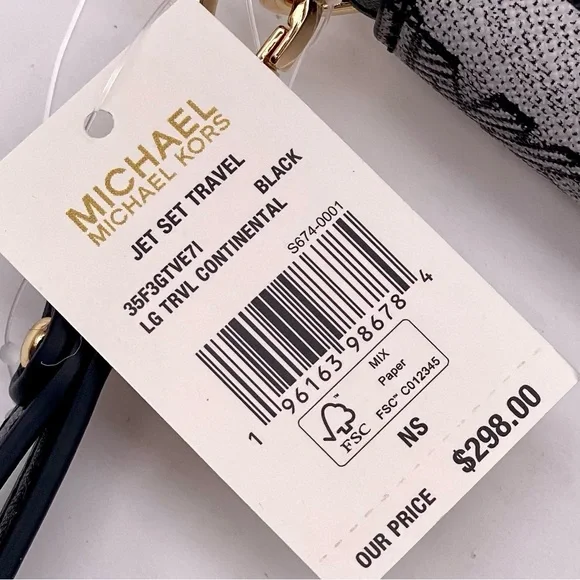 MICHAEL
MICHAEL KORS
JET SET TRAVEL
35F3GTVE7I BLACK
LG TRVL CONTINENTAL
S674-0001
1 96163 98678 4
FSC
MIX
Paper
FSC™ C012345
NS
OUR PRICE $298.00